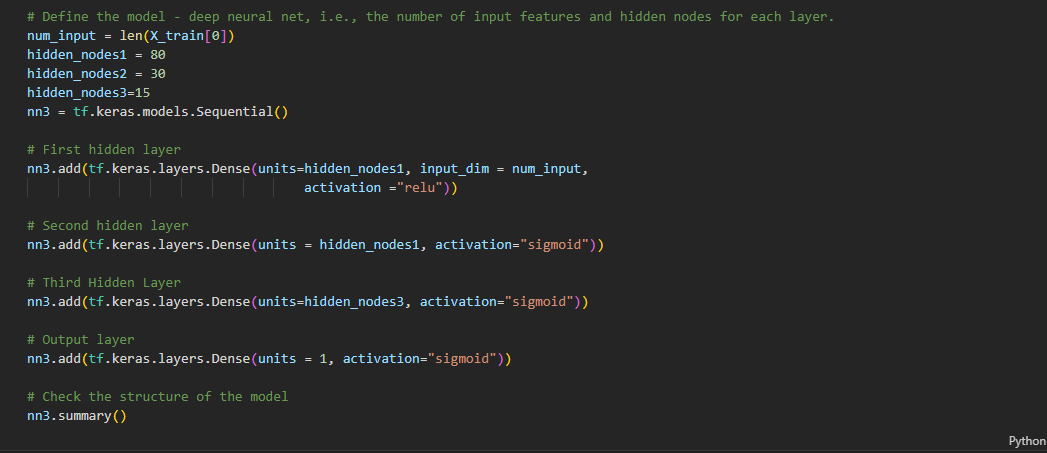 # Define the model - deep neural net, i.e., the number of input features and hidden nodes for each layer.
num_input = len(X_train[0])
hidden_nodes1 = 80
hidden_nodes2 = 30
hidden_nodes3=15
nn3 = tf.keras.models.Sequential()
# First hidden layer
nn3.add(tf.keras.layers.Dense(units=hidden_nodes1, input_dim = num_input,
activation ="relu"))
# Second hidden layer
nn3.add(tf.keras.layers.Dense(units = hidden_nodes1, activation="sigmoid"))
# Third Hidden Layer
nn3.add(tf.keras.layers.Dense(units=hidden_nodes3, activation="sigmoid"))
# Output layer
nn3.add(tf.keras.layers.Dense(units = 1, activation="sigmoid"))
# Check the structure of the model
nn3.summary()
Python